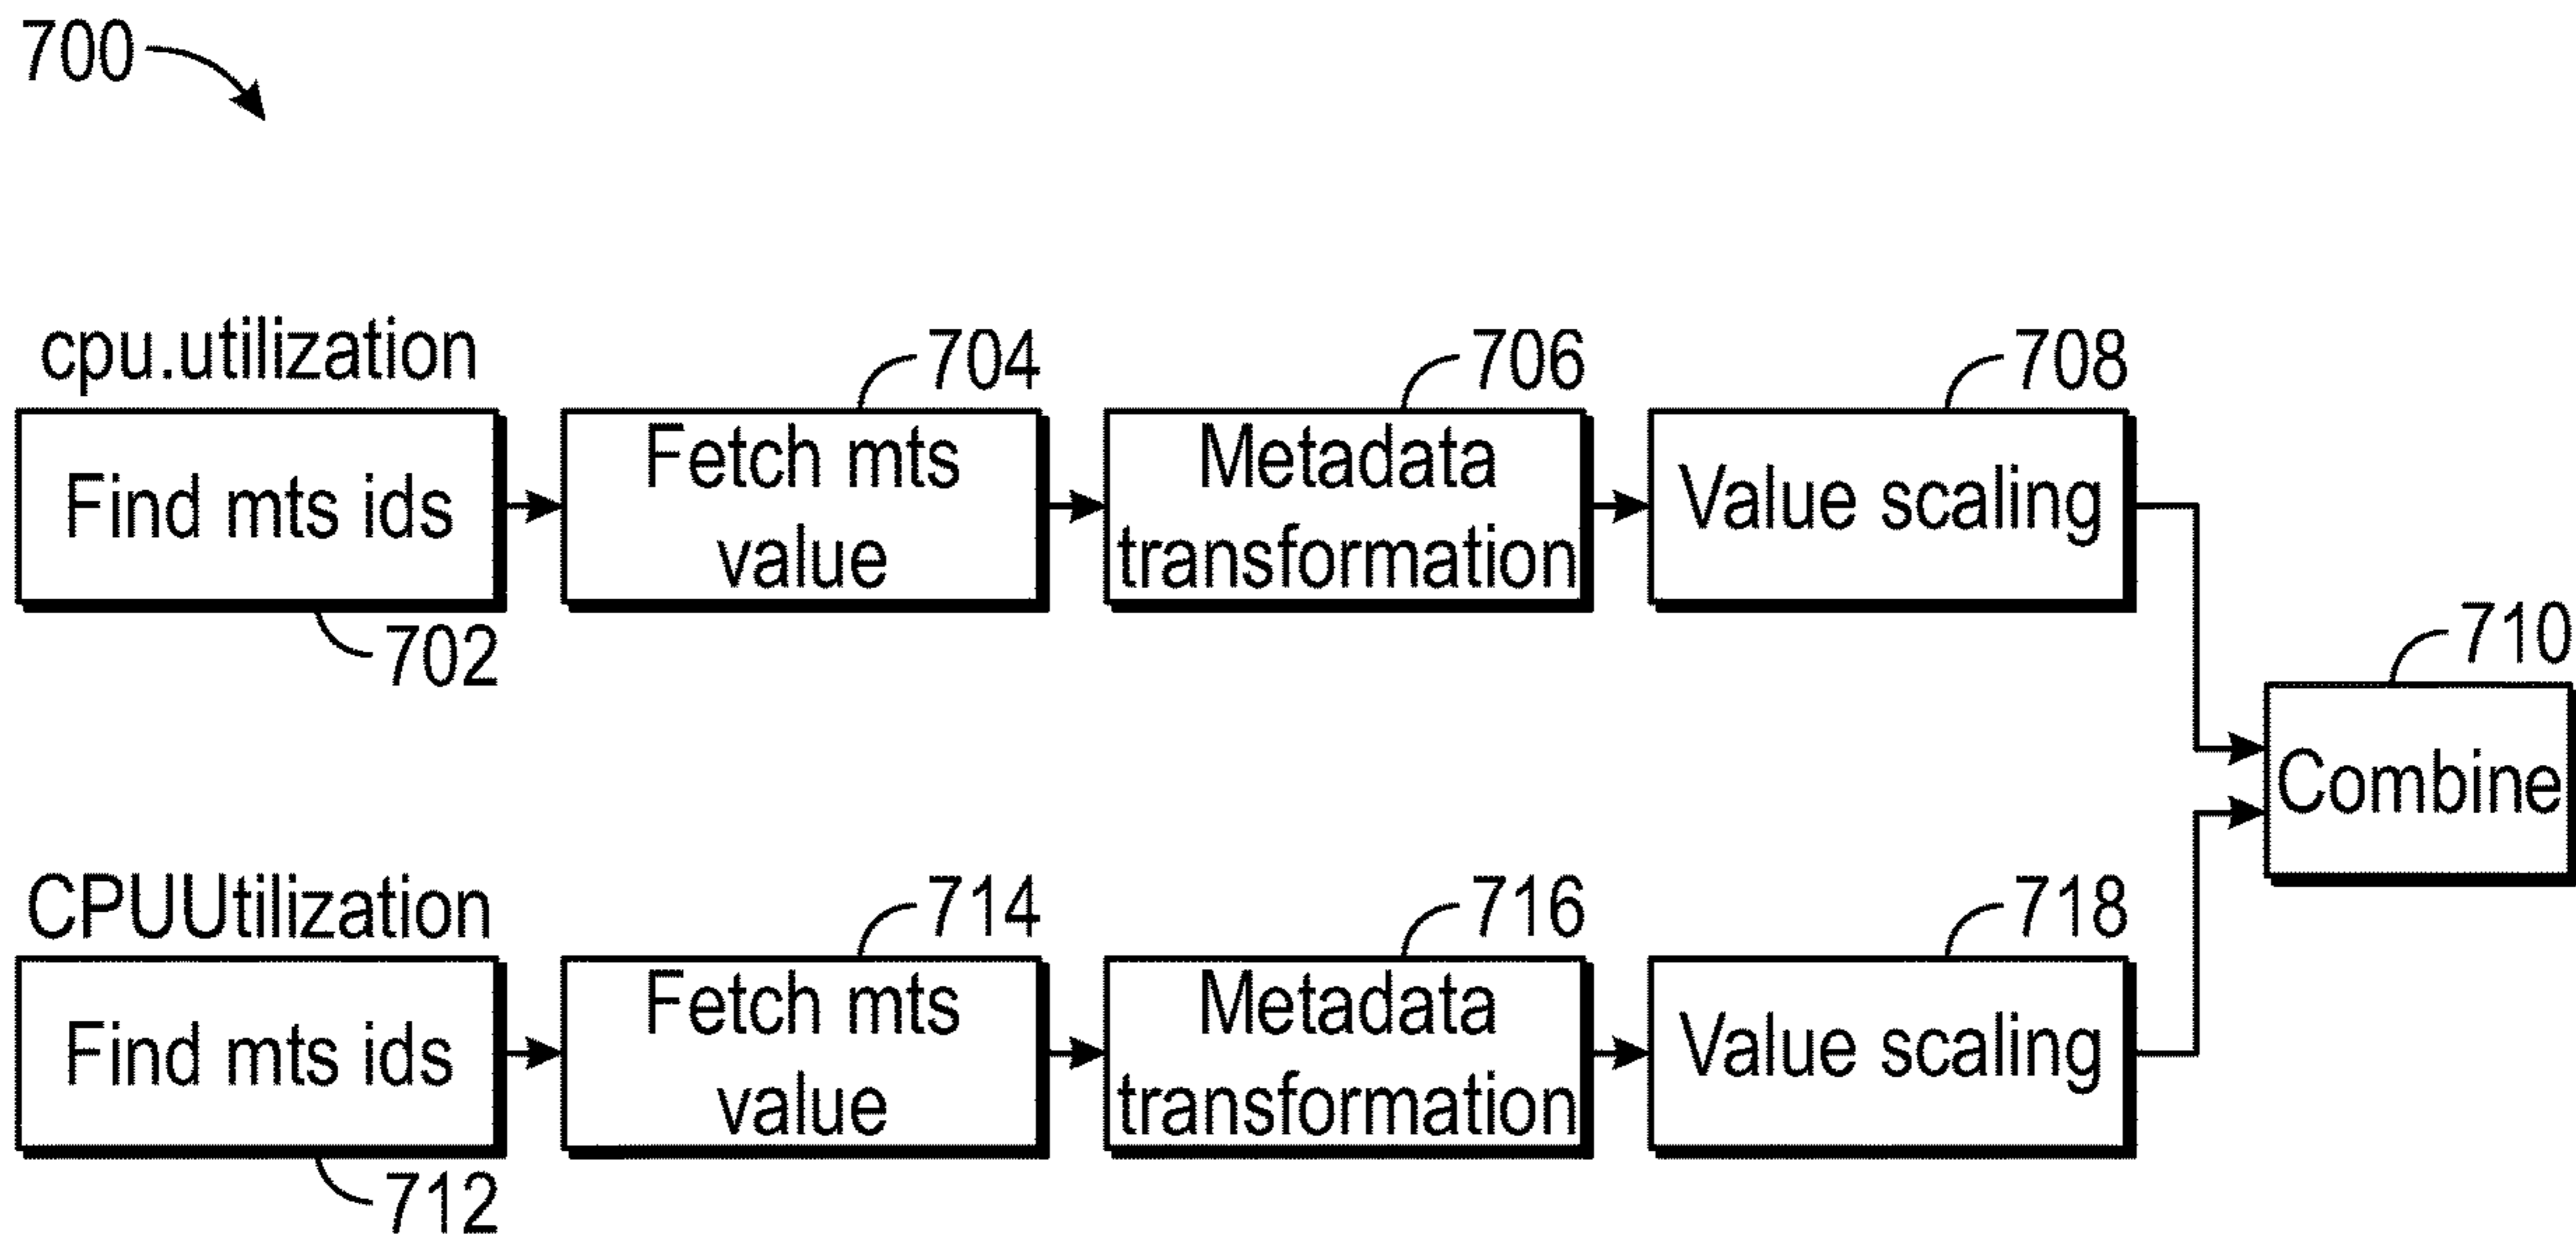 700
cpu.utilization
704
706
708
Find mts ids
Fetch mts
value
Metadata
transformation
Value scaling
702
710
Combine
CPUUtilization
714
716
718
Find mts ids
Fetch mts
value
Metadata
transformation
Value scaling
712